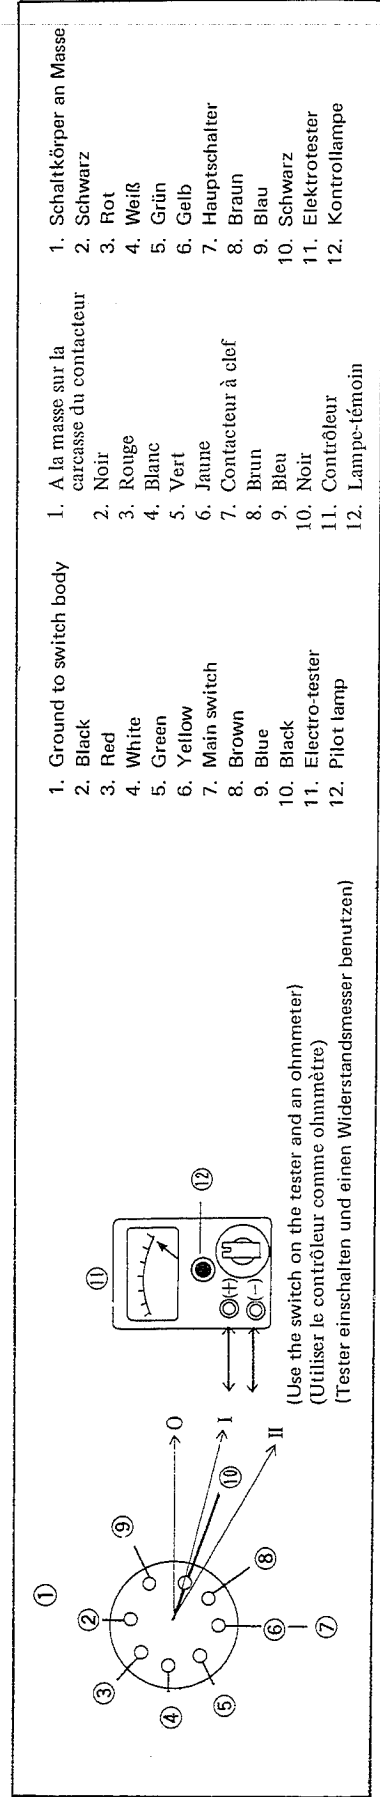 ①
②
③
④
⑤
⑥
⑦
⑧
⑨
⑩
O
I
II
⑪
⑫
(+)
(−)
(Use the switch on the tester and an ohmmeter)
(Utiliser le contrôleur comme ohmmètre)
(Tester einschalten und einen Widerstandsmesser benutzen)
1. Ground to switch body
2. Black
3. Red
4. White
5. Green
6. Yellow
7. Main switch
8. Brown
9. Blue
10. Black
11. Electro-tester
12. Pilot lamp
1. A la masse sur la
carcasse du contacteur
2. Noir
3. Rouge
4. Blanc
5. Vert
6. Jaune
7. Contacteur à clef
8. Brun
9. Bleu
10. Noir
11. Contrôleur
12. Lampe-témoin
1. Schaltkörper an Masse
2. Schwarz
3. Rot
4. Weiß
5. Grün
6. Gelb
7. Hauptschalter
8. Braun
9. Blau
10. Schwarz
11. Elektrotester
12. Kontrollampe